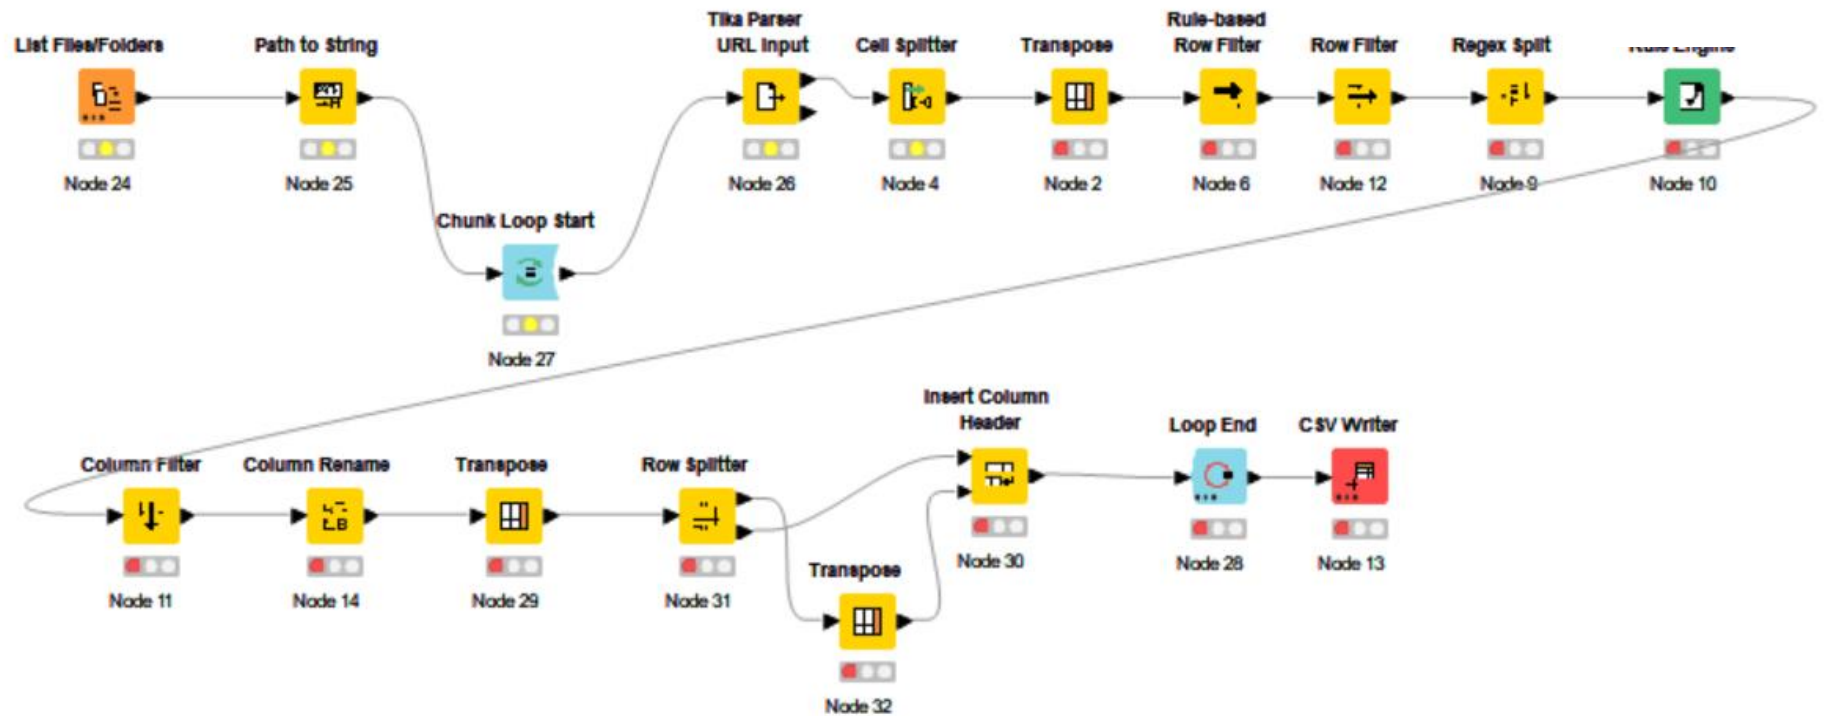 List Files/Folders
Path to String
Tika Parser
URL Input
Cell Splitter
Transpose
Rule-based
Row Filter
Row Filter
Regex Split
Rule Engine
Node 24
Node 25
Node 26
Node 4
Node 2
Node 6
Node 12
Node 9
Node 10
Chunk Loop Start
Node 27
Column Filter
Column Rename
Transpose
Row Splitter
Insert Column
Header
Loop End
CSV Writer
Node 11
Node 14
Node 29
Node 31
Transpose
Node 30
Node 28
Node 13
Node 32